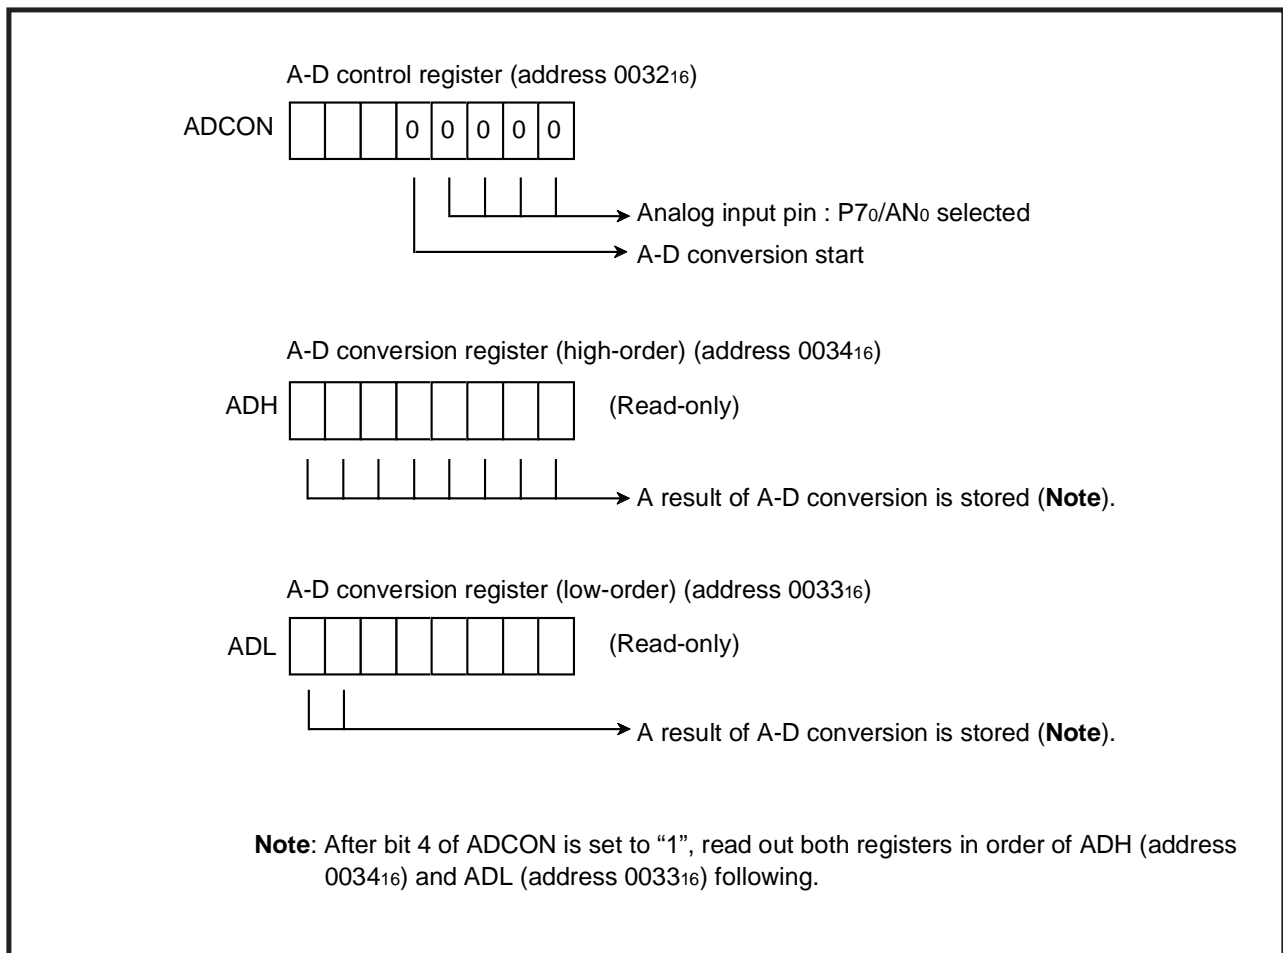 A-D control register (address 0032₁₆)
ADCON 0 0 0 0 0
Analog input pin : P7₀/AN₀ selected
A-D conversion start
A-D conversion register (high-order) (address 0034₁₆)
ADH (Read-only)
A result of A-D conversion is stored (Note).
A-D conversion register (low-order) (address 0033₁₆)
ADL (Read-only)
A result of A-D conversion is stored (Note).
Note: After bit 4 of ADCON is set to “1”, read out both registers in order of ADH (address
0034₁₆) and ADL (address 0033₁₆) following.